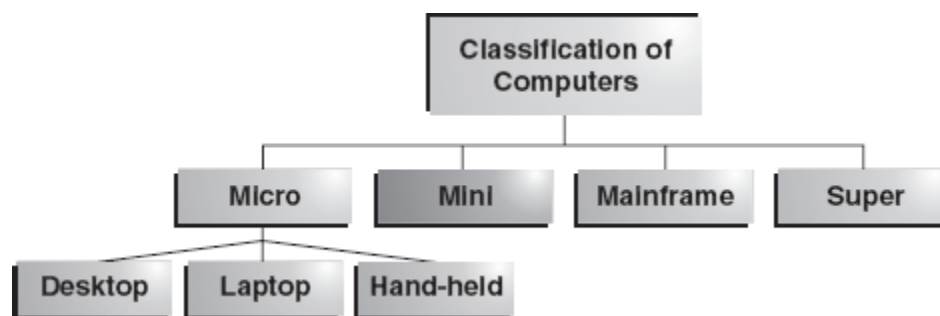 Classification of
Computers
Micro
Mini
Mainframe
Super
Desktop
Laptop
Hand-held